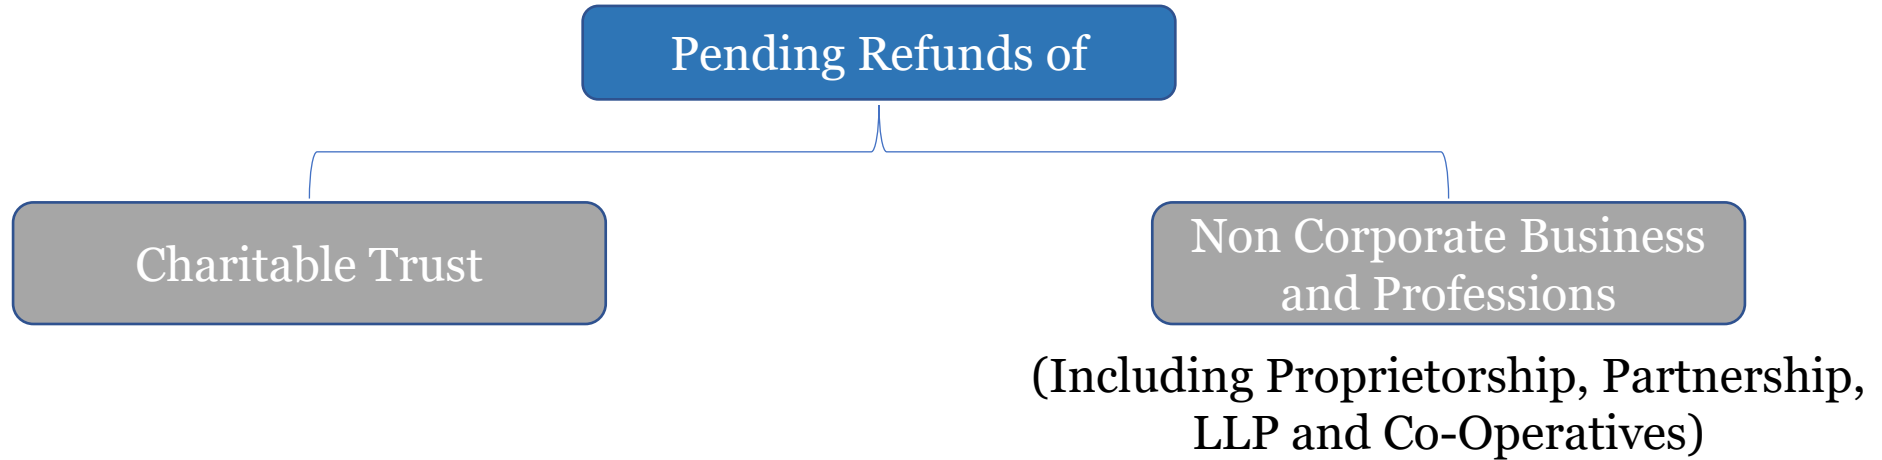 Pending Refunds of
Charitable Trust
Non Corporate Business
and Professions
(Including Proprietorship, Partnership,
LLP and Co-Operatives)